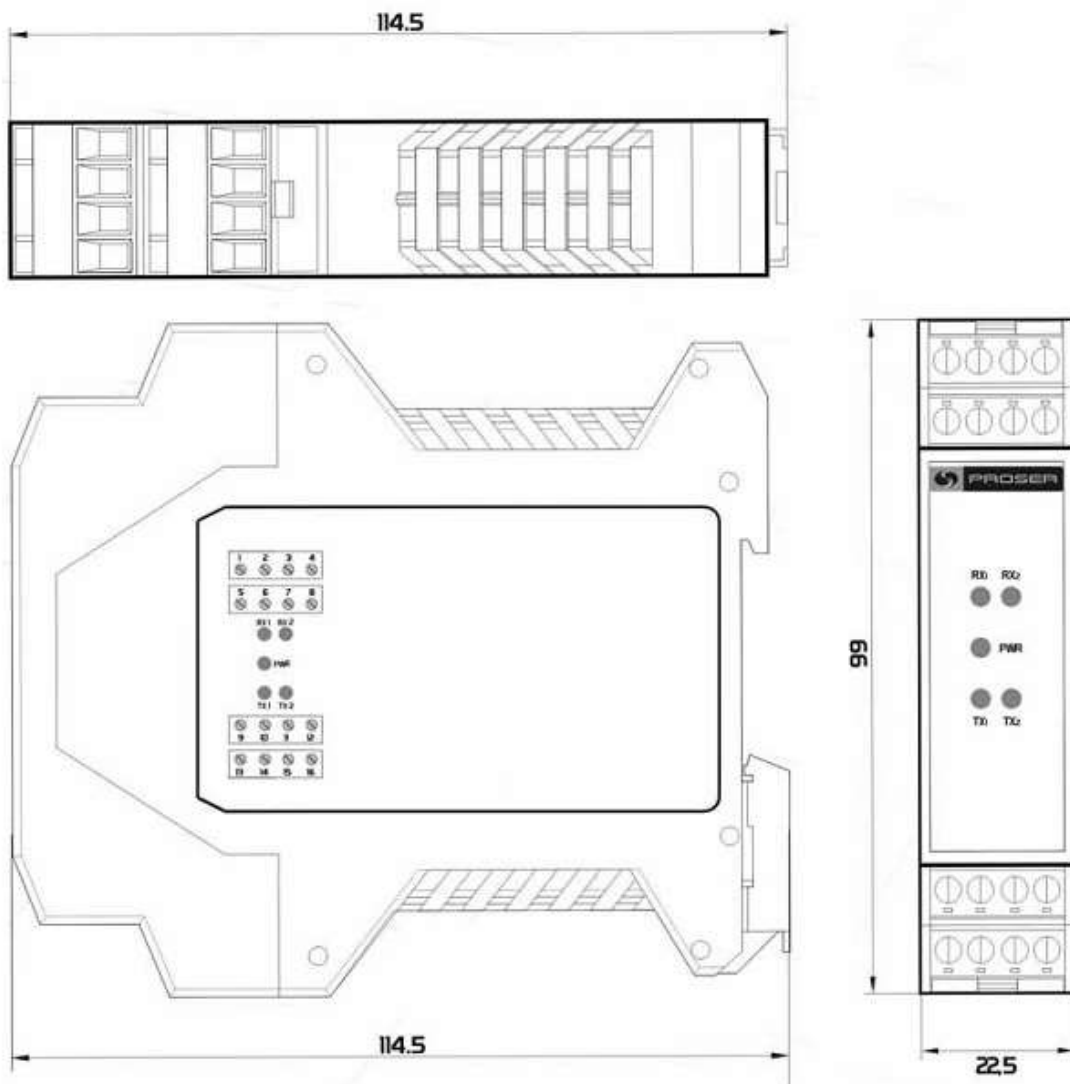 114.5
1 2 3 4
5 6 7 8
RX1 RX2
PWR
TX1 TX2
9 10 11 12
13 14 15 16
114.5
99
PROSER
RX1 RX2
PWR
TX1 TX2
22,5